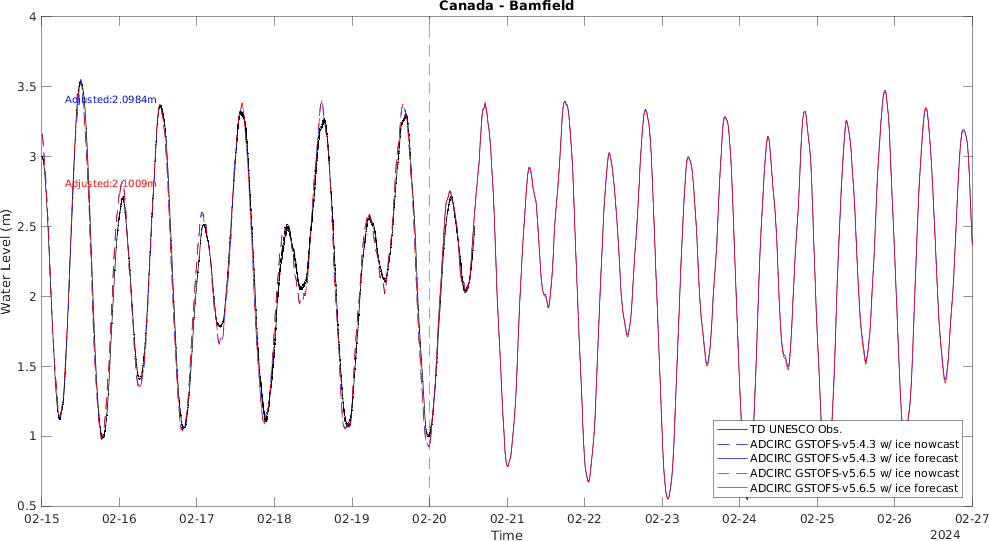 Canada - Bamfield
4
3.5
3
2.5
2
1.5
1
0.5
Water Level (m)
Adjusted:2.0984m
Adjusted:2.1009m
TD UNESCO Obs.
ADCIRC GSTOFS-v5.4.3 w/ ice nowcast
ADCIRC GSTOFS-v5.4.3 w/ ice forecast
ADCIRC GSTOFS-v5.6.5 w/ ice nowcast
ADCIRC GSTOFS-v5.6.5 w/ ice forecast
02-15 02-16 02-17 02-18 02-19 02-20 02-21 02-22 02-23 02-24 02-25 02-26 02-27
Time
2024